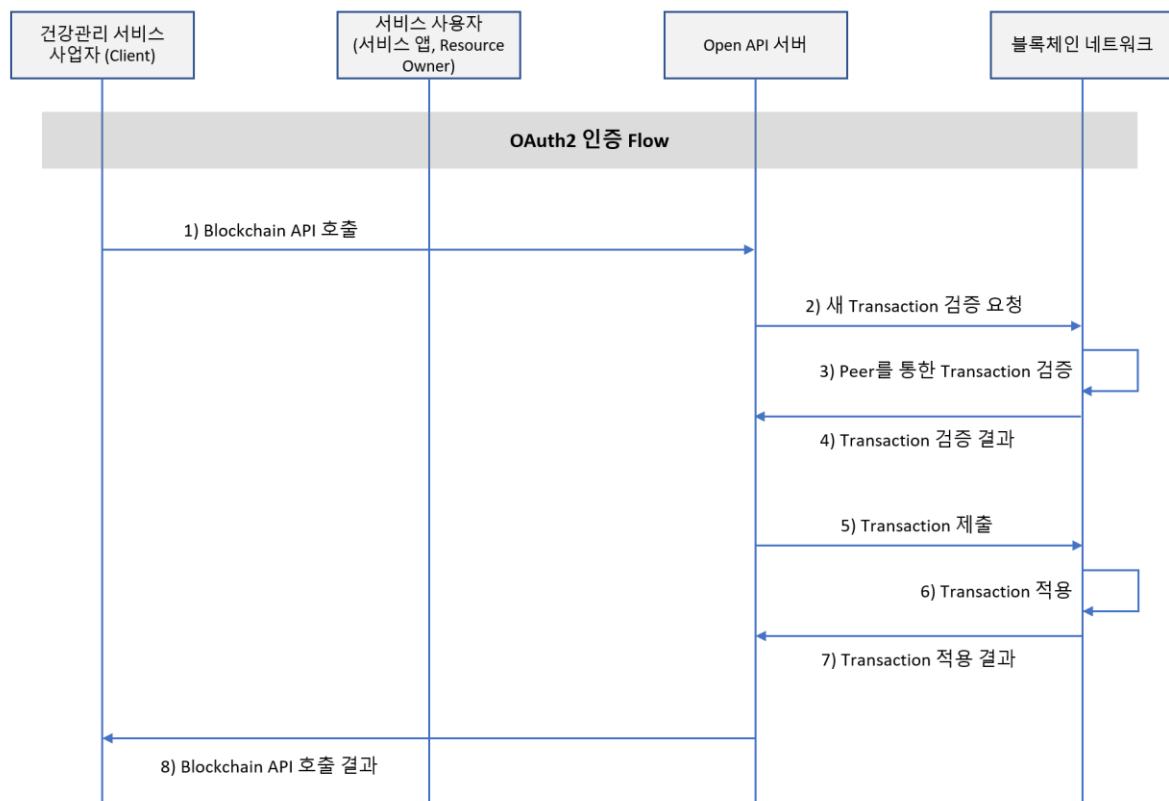 건강관리 서비스
사업자 (Client)
서비스 사용자
(서비스 앱, Resource
Owner)
Open API 서버
블록체인 네트워크
OAuth2 인증 Flow
1) Blockchain API 호출
2) 새 Transaction 검증 요청
3) Peer를 통한 Transaction 검증
4) Transaction 검증 결과
5) Transaction 제출
6) Transaction 적용
7) Transaction 적용 결과
8) Blockchain API 호출 결과